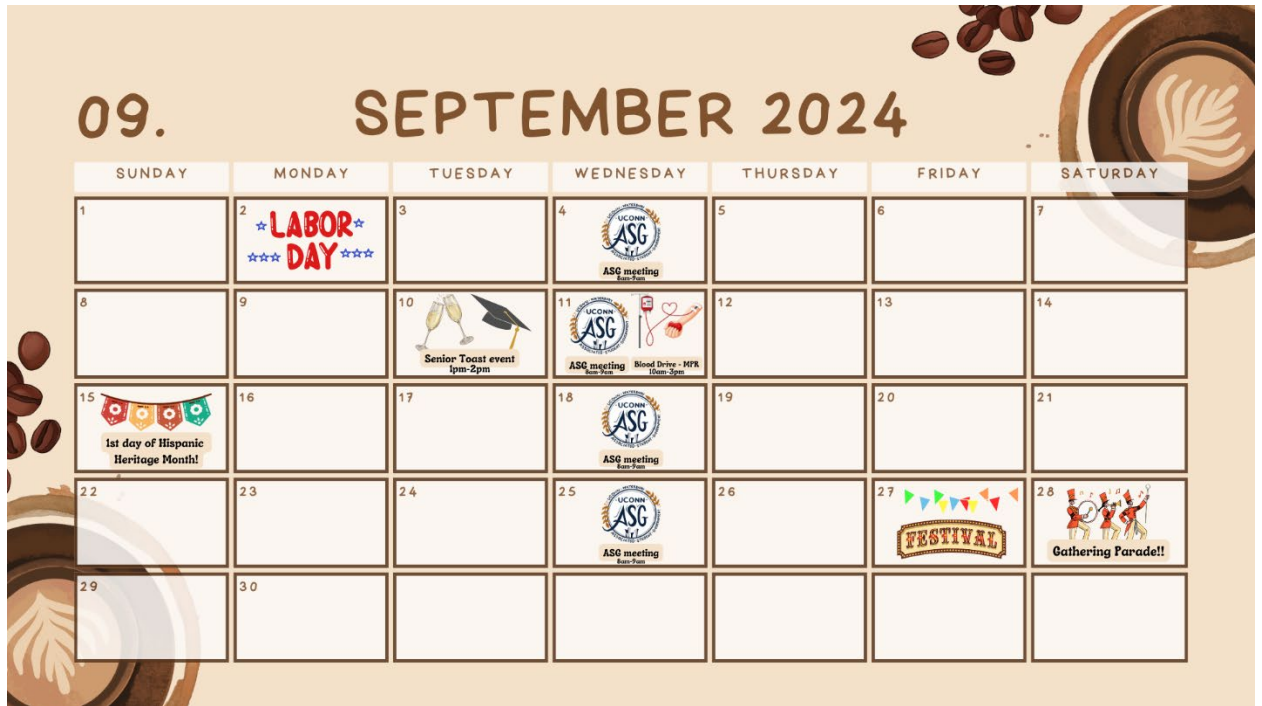 09.
SEPTEMBER 2024
SUNDAY MONDAY TUESDAY WEDNESDAY THURSDAY FRIDAY SATURDAY
1 2 3 4 5 6 7
LABOR
DAY
UCONN
ASG
ASG meeting
8am-9am
8 9 10 11 12 13 14
Senior Toast event
1pm-2pm
UCONN
ASG
ASG meeting
8am-9am
Blood Drive - MPR
10am-3pm
15 16 17 18 19 20 21
1st day of Hispanic
Heritage Month!
UCONN
ASG
ASG meeting
8am-9am
22 23 24 25 26 27 28
UCONN
ASG
ASG meeting
8am-9am
FESTIVAL
Gathering Parade!!
29 30